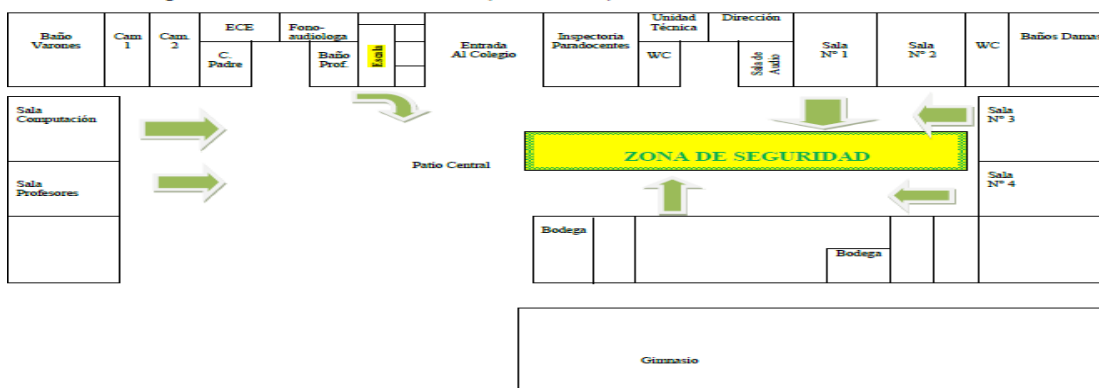 Baño
Varones
Cam
1
Cam.
2
ECE
C.
Padre
Fono-
audiologa
Baño
Prof.
Escala
Entrada
Al Colegio
Inspectoria
Paradocentes
Unidad
Técnica
WC
Dirección
Sala de
Audio
Sala
N° 1
Sala
N° 2
WC
Baños Damas
Sala
Computación
Sala
N° 3
ZONA DE SEGURIDAD
Patio Central
Sala
Profesores
Sala
N° 4
Bodega
Bodega
Gimnasio